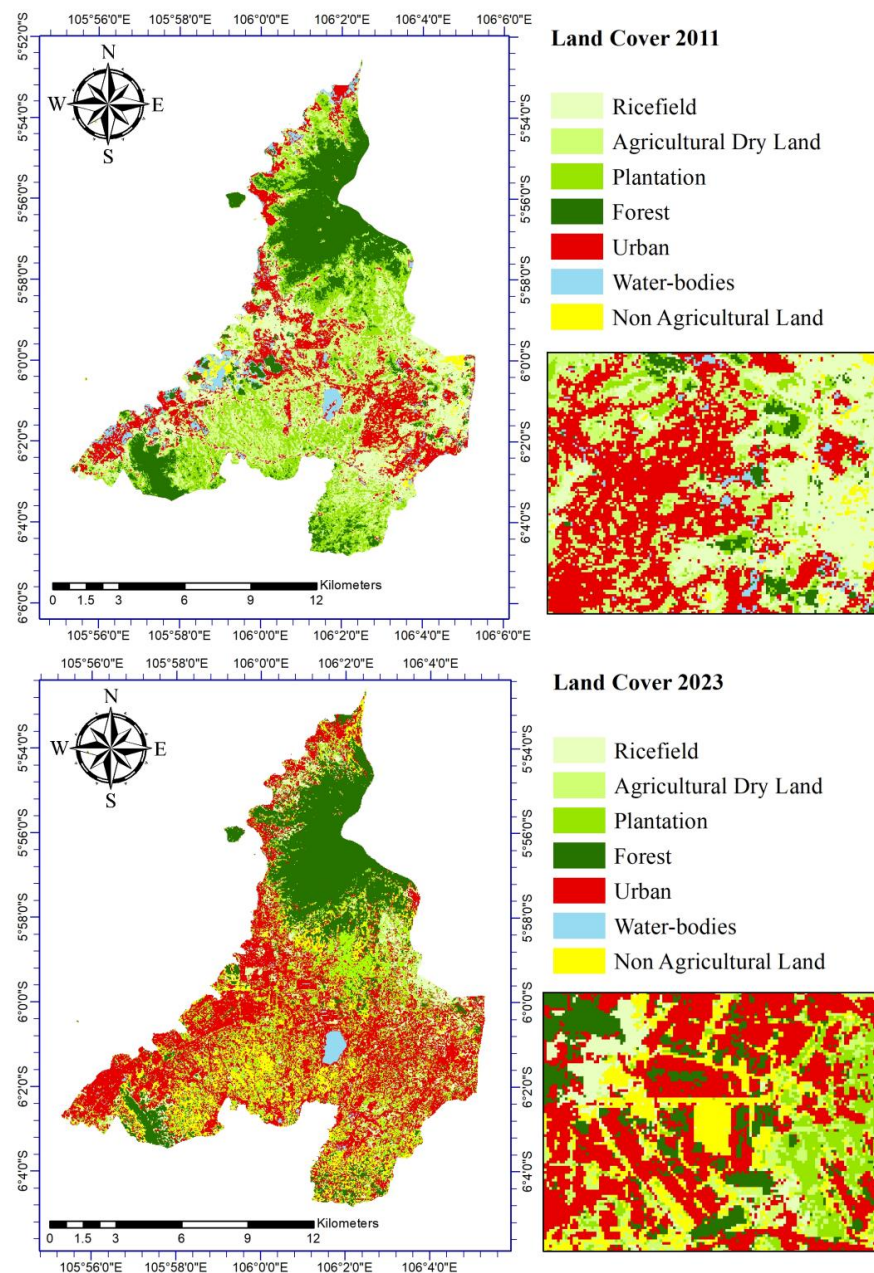 105°56'0"E 105°58'0"E 106°0'0"E 106°2'0"E 106°4'0"E
5°52'0"S
5°54'0"S
5°56'0"S
5°58'0"S
6°0'0"S
6°2'0"S
6°4'0"S
6°6'0"S
N
W E
S
5°54'0"S
5°56'0"S
5°58'0"S
6°0'0"S
6°2'0"S
6°4'0"S
Kilometers
0 1.5 3 6 9 12
105°56'0"E 105°58'0"E 106°0'0"E 106°2'0"E 106°4'0"E 106°6'0"E
Land Cover 2011
Ricefield
Agricultural Dry Land
Plantation
Forest
Urban
Water-bodies
Non Agricultural Land
105°56'0"E 105°58'0"E 106°0'0"E 106°2'0"E 106°4'0"E
N
W E
S
5°54'0"S
5°56'0"S
5°58'0"S
6°0'0"S
6°2'0"S
6°4'0"S
5°54'0"S
5°56'0"S
5°58'0"S
6°0'0"S
6°2'0"S
6°4'0"S
Kilometers
0 1.5 3 6 9 12
105°56'0"E 105°58'0"E 106°0'0"E 106°2'0"E 106°4'0"E
Land Cover 2023
Ricefield
Agricultural Dry Land
Plantation
Forest
Urban
Water-bodies
Non Agricultural Land